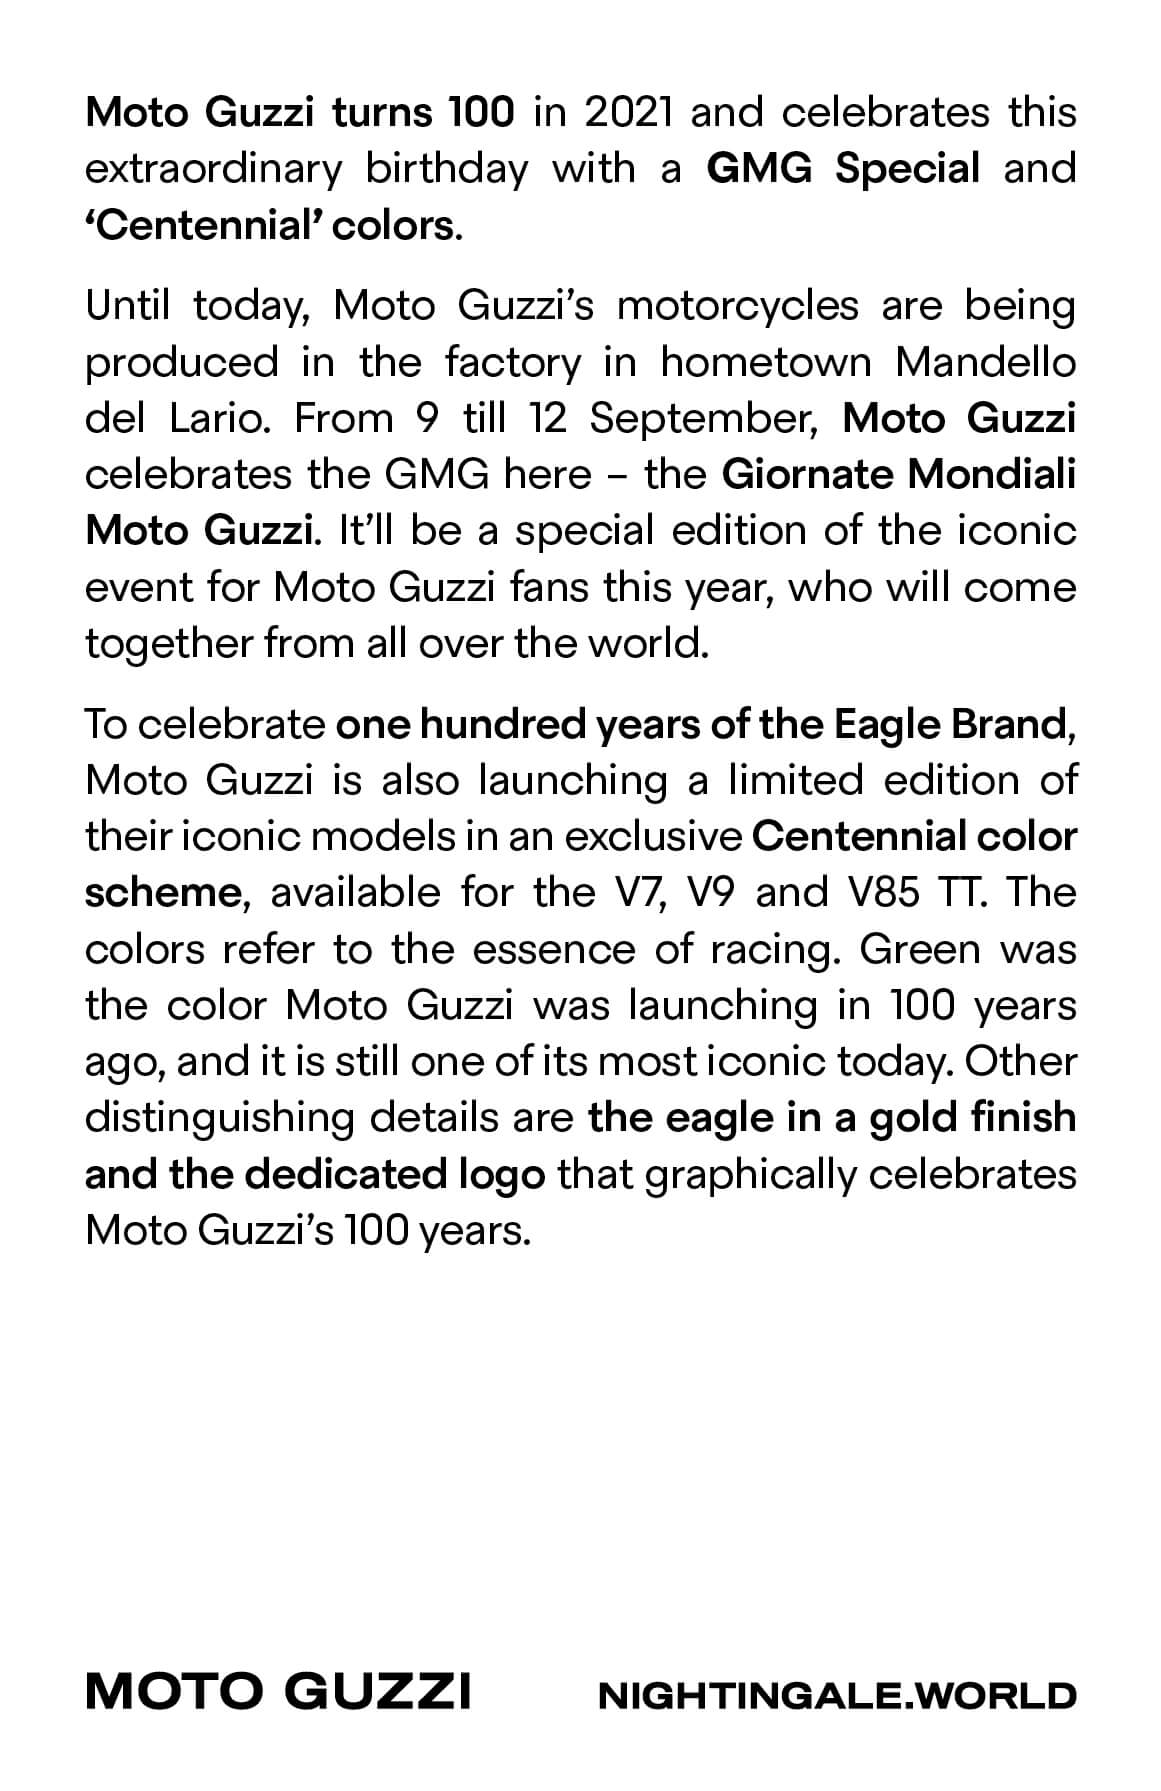 Moto Guzzi turns 100 in 2021 and celebrates this
extraordinary birthday with a GMG Special and
‘Centennial’ colors.
Until today, Moto Guzzi’s motorcycles are being
produced in the factory in hometown Mandello
del Lario. From 9 till 12 September, Moto Guzzi
celebrates the GMG here – the Giornate Mondiali
Moto Guzzi. It’ll be a special edition of the iconic
event for Moto Guzzi fans this year, who will come
together from all over the world.
To celebrate one hundred years of the Eagle Brand,
Moto Guzzi is also launching a limited edition of
their iconic models in an exclusive Centennial color
scheme, available for the V7, V9 and V85 TT. The
colors refer to the essence of racing. Green was
the color Moto Guzzi was launching in 100 years
ago, and it is still one of its most iconic today. Other
distinguishing details are the eagle in a gold finish
and the dedicated logo that graphically celebrates
Moto Guzzi’s 100 years.
MOTO GUZZI
NIGHTINGALE.WORLD